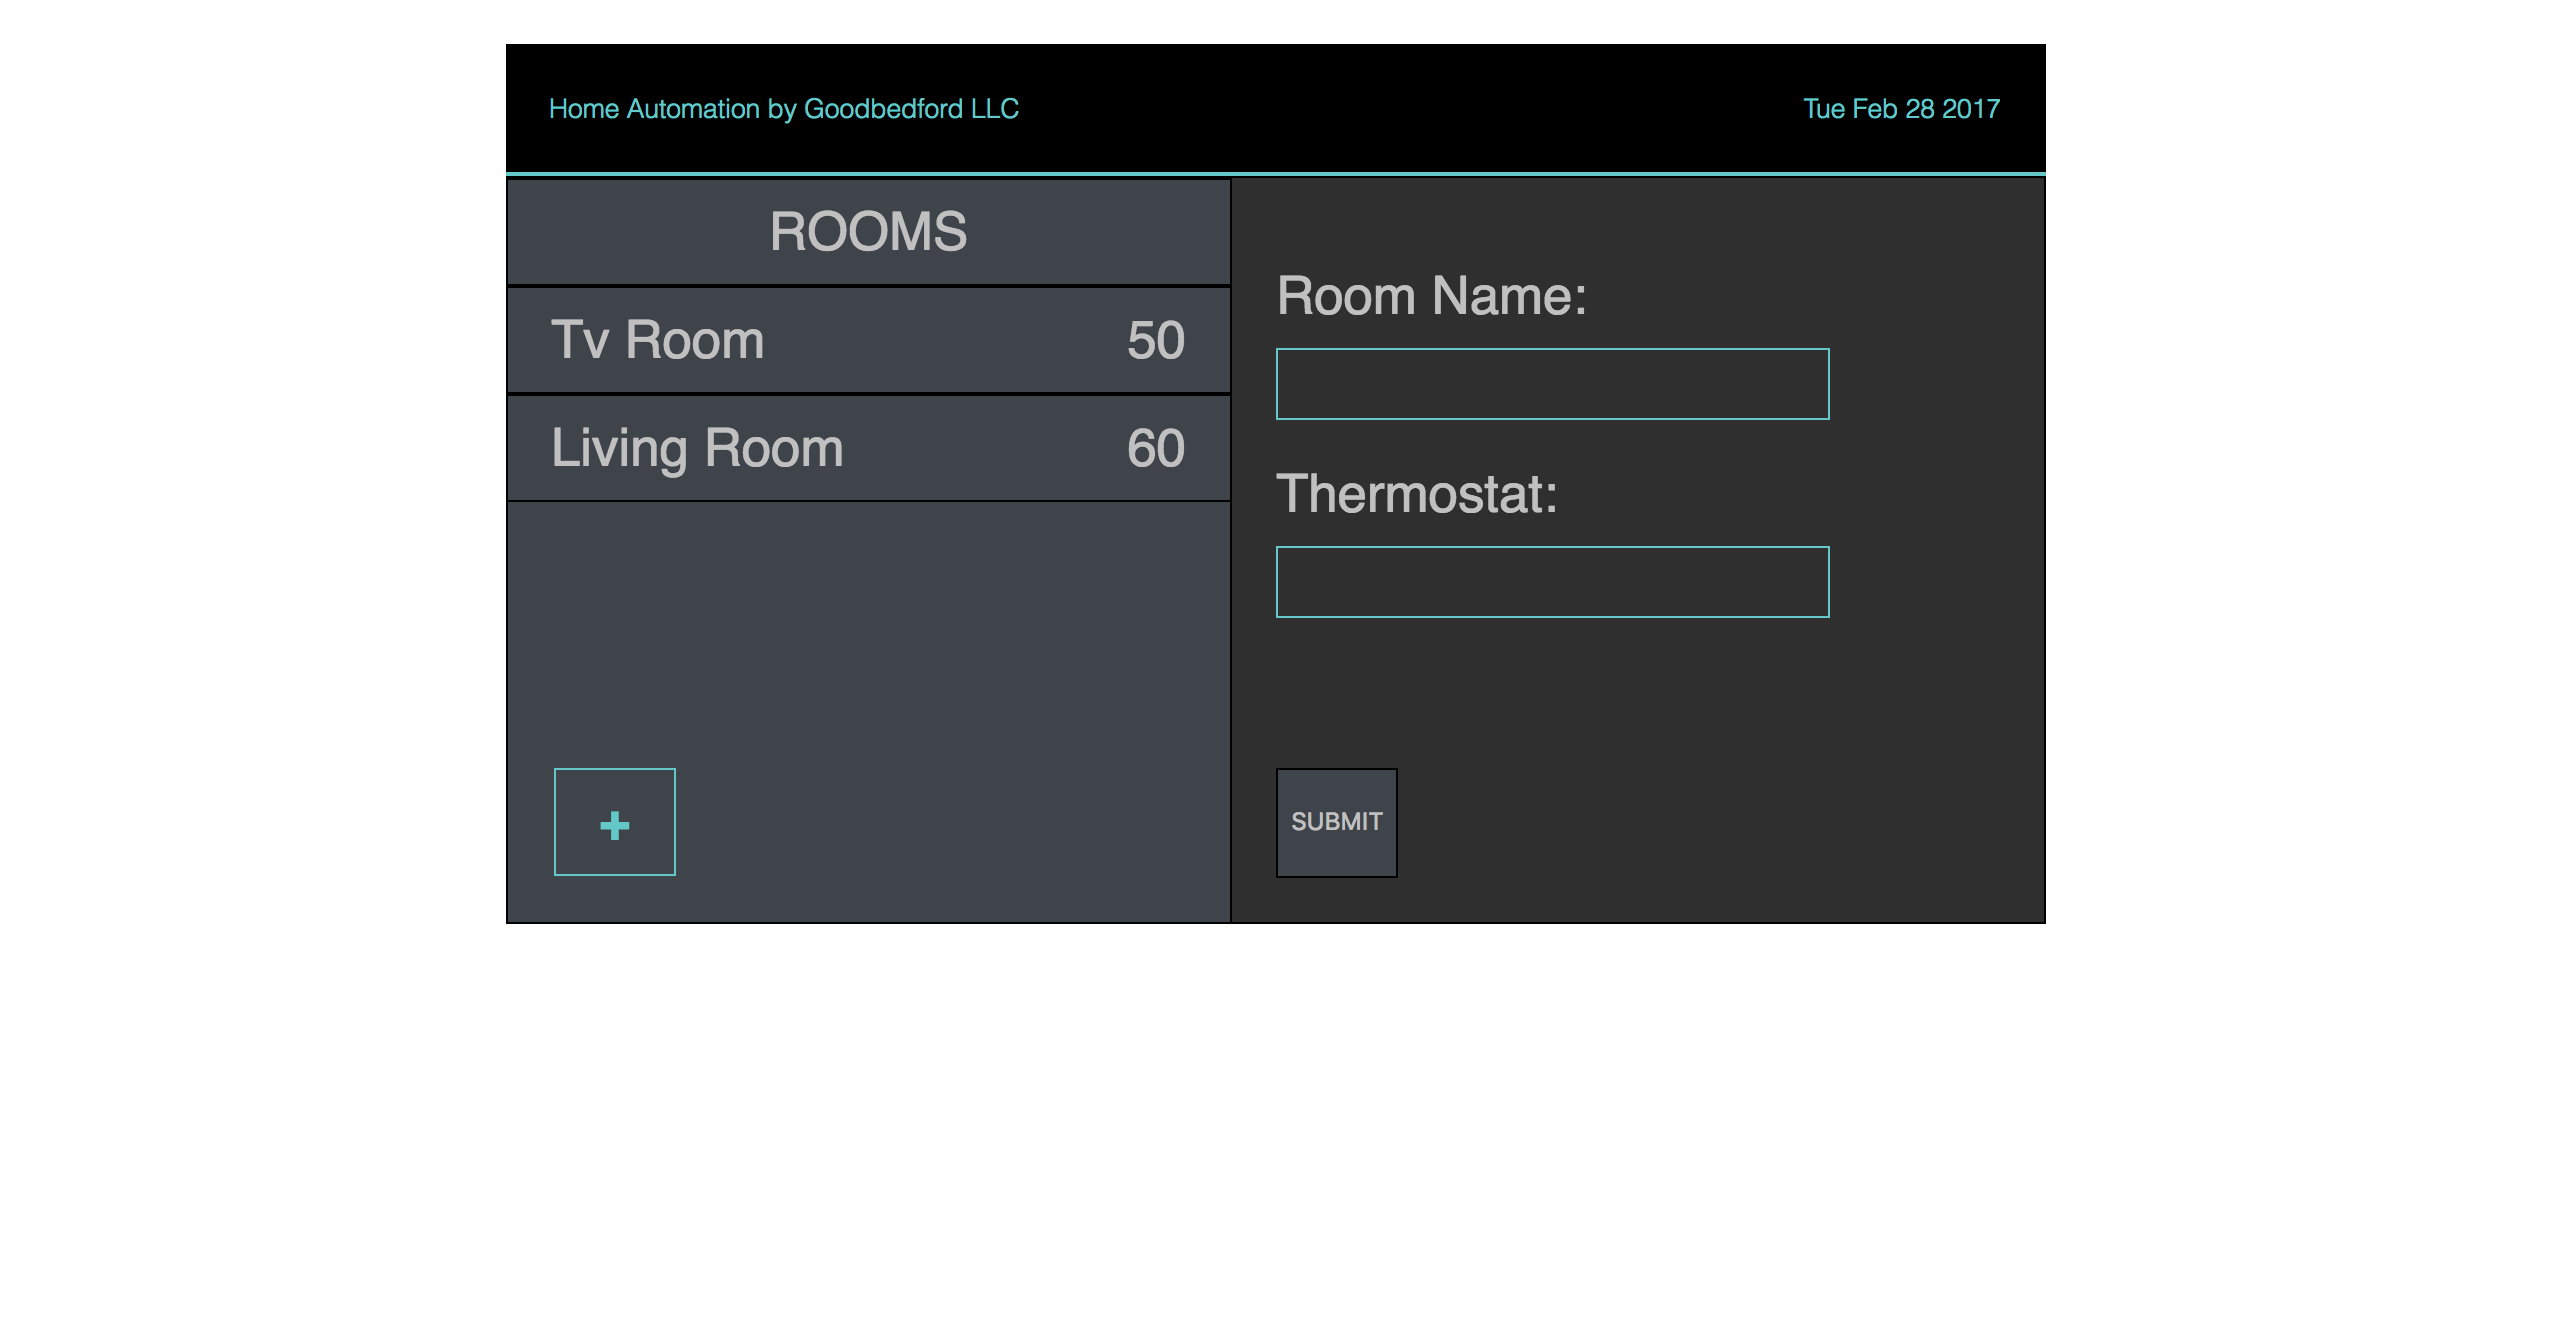 Home Automation by Goodbedford LLC
Tue Feb 28 2017
ROOMS
Tv Room 50
Living Room 60
+
Room Name:
Thermostat:
SUBMIT